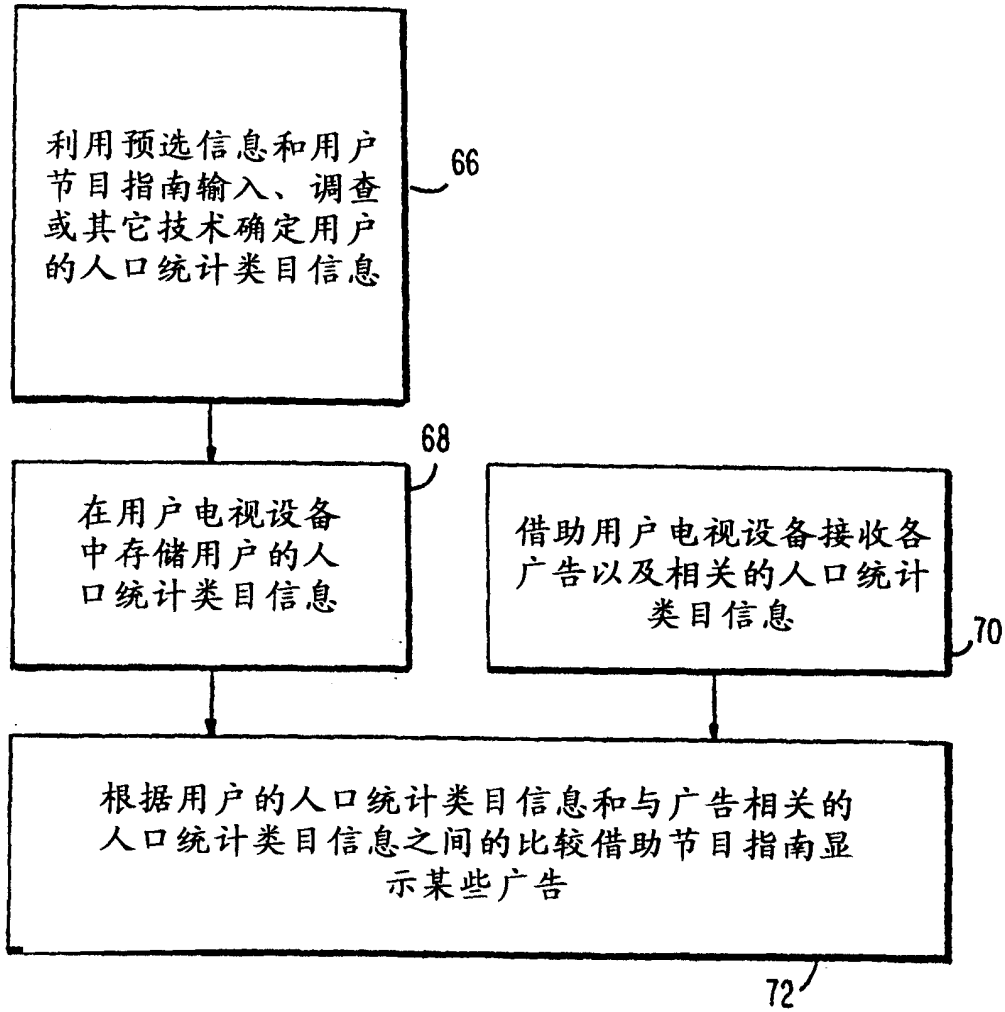 利用预选信息和用户
节目指南输入、调查
或其它技术确定用户
的人口统计类目信息
66
68
在用户电视设备
中存储用户的人
口统计类目信息
借助用户电视设备接收各
广告以及相关的人口统计
类目信息
70
根据用户的人口统计类目信息和与广告相关的
人口统计类目信息之间的比较借助节目指南显
示某些广告
72